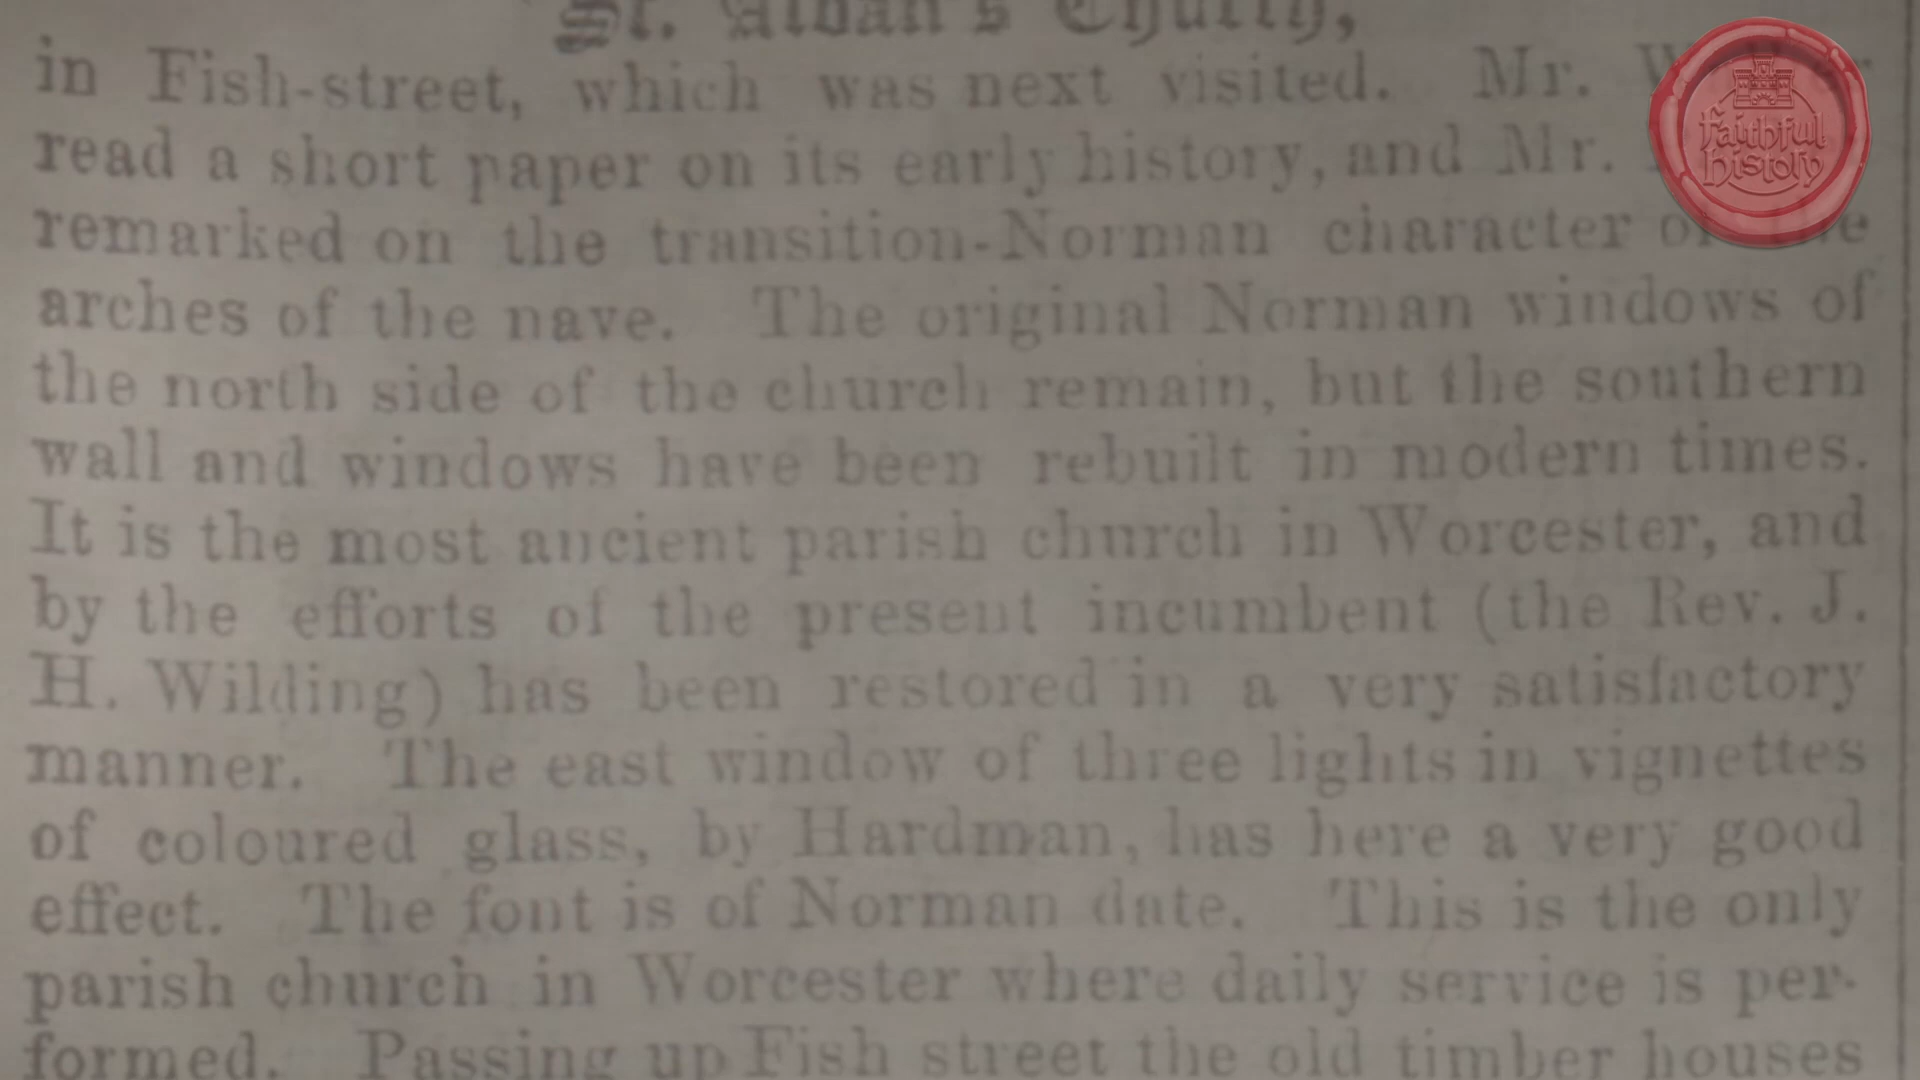 St. Alban's Church,
in Fish-street, which was next visited. Mr.
read a short paper on its early history, and Mr.
remarked on the transition-Norman character of the
arches of the nave. The original Norman windows of
the north side of the church remain, but the southern
wall and windows have been rebuilt in modern times.
It is the most ancient parish church in Worcester, and
by the efforts of the present incumbent (the Rev. J.
H. Wilding) has been restored in a very satisfactory
manner. The east window of three lights in vignettes
of coloured glass, by Hardman, has here a very good
effect. The font is of Norman date. This is the only
parish church in Worcester where daily service is per-
formed. Passing up Fish street the old timber houses
Faithful
History